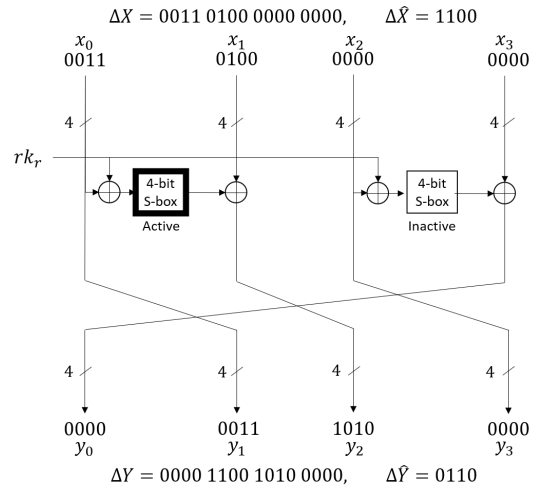 ΔX = 0011 0100 0000 0000, ΔX̂ = 1100
x₀ x₁ x₂ x₃
0011 0100 0000 0000
4 4 4 4
rkᵣ
4-bit S-box 4-bit S-box
Active Inactive
4 4 4 4
0000 0011 1010 0000
y₀ y₁ y₂ y₃
ΔY = 0000 1100 1010 0000, ΔŶ = 0110